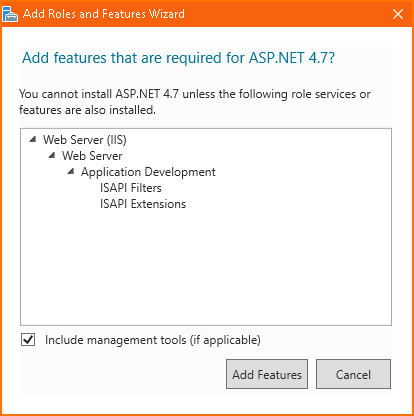 Add Roles and Features Wizard
Add features that are required for ASP.NET 4.7?
You cannot install ASP.NET 4.7 unless the following role services or
features are also installed.
Web Server (IIS)
Web Server
Application Development
ISAPI Filters
ISAPI Extensions
Include management tools (if applicable)
Add Features Cancel